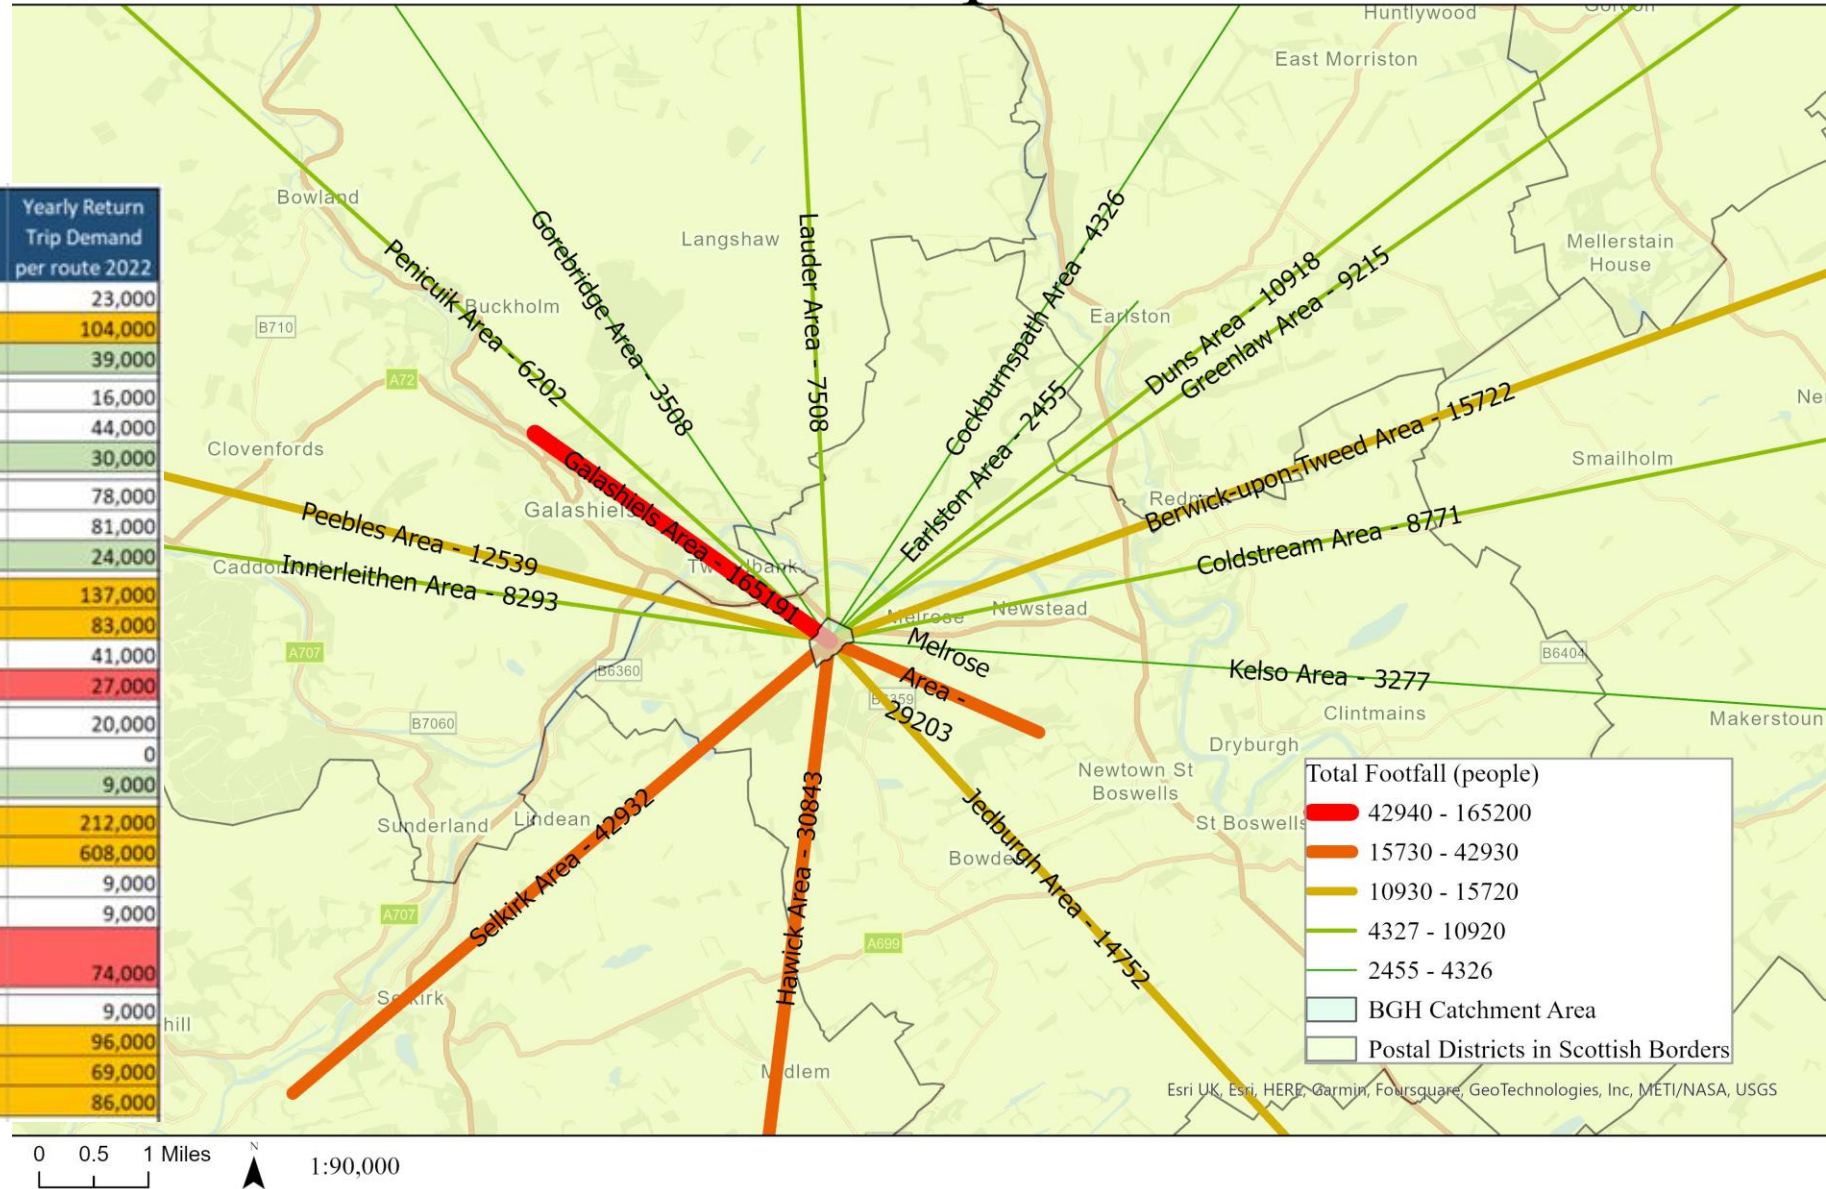 Huntlywood
Gordon
East Morriston
Bowland
Langshaw
Mellerstain
House
Penicuik Area - 6202
Gorebridge Area - 3508
Lauder Area - 7508
Cockburnspath Area - 4326
Earlston Area - 2455
Duns Area - 10918
Greenlaw Area - 9215
Buckholm
B710
Earlston
A72
Berwick-upon-Tweed Area - 15722
Clovenfords
Smailholm
Galashiels Area - 165191
Galashiels
Coldstream Area - 8771
Peebles Area - 12539
Innerleithen Area - 8293
Newstead
Melrose
Melrose
Area -
29203
A707
B6360
B6359
Kelso Area - 3277
B6404
B7060
Clintmains
Makerstoun
Dryburgh
Newtown St
Boswells
Selkirk Area - 42932
Hawick Area - 30843
Jedburgh Area - 14752
Sunderland
Lindean
St Boswells
Bowden
A707
A699
Selkirk
hill
Midlem
Yearly Return
Trip Demand
per route 2022
23,000
104,000
39,000
16,000
44,000
30,000
78,000
81,000
24,000
137,000
83,000
41,000
27,000
20,000
0
9,000
212,000
608,000
9,000
9,000
74,000
9,000
96,000
69,000
86,000
Total Footfall (people)
42940 - 165200
15730 - 42930
10930 - 15720
4327 - 10920
2455 - 4326
BGH Catchment Area
Postal Districts in Scottish Borders
Esri UK, Esri, HERE, Garmin, Foursquare, GeoTechnologies, Inc, METI/NASA, USGS
0 0.5 1 Miles
N
1:90,000